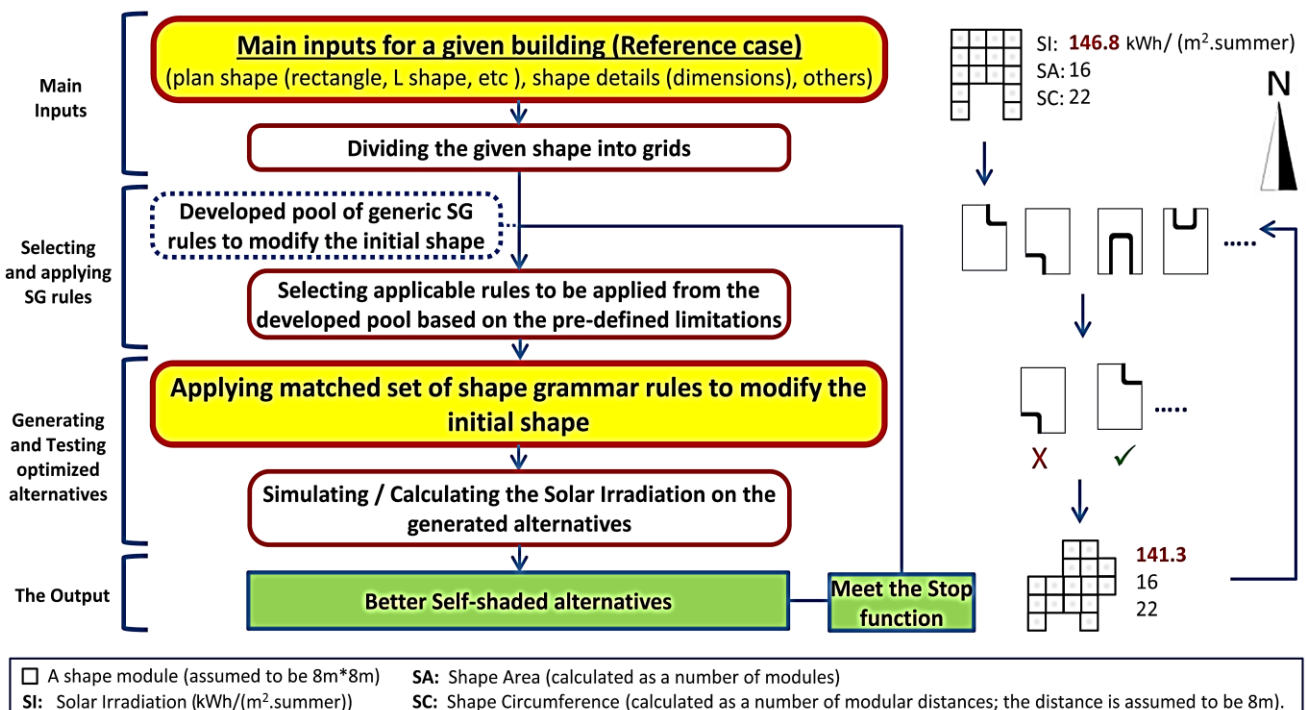 Main
Inputs
Main inputs for a given building (Reference case)
(plan shape (rectangle, L shape, etc ), shape details (dimensions), others)
Dividing the given shape into grids
Selecting
and applying
SG rules
Developed pool of generic SG
rules to modify the initial shape
Selecting applicable rules to be applied from the
developed pool based on the pre-defined limitations
Generating
and Testing
optimized
alternatives
Applying matched set of shape grammar rules to modify the
initial shape
Simulating / Calculating the Solar Irradiation on the
generated alternatives
The Output
Better Self-shaded alternatives
Meet the Stop
function
SI: 146.8 kWh/ (m².summer)
SA: 16
SC: 22
N
.....
.....
X ✓
141.3
16
22
☐ A shape module (assumed to be 8m*8m) SA: Shape Area (calculated as a number of modules)
SI: Solar Irradiation (kWh/(m².summer)) SC: Shape Circumference (calculated as a number of modular distances; the distance is assumed to be 8m).